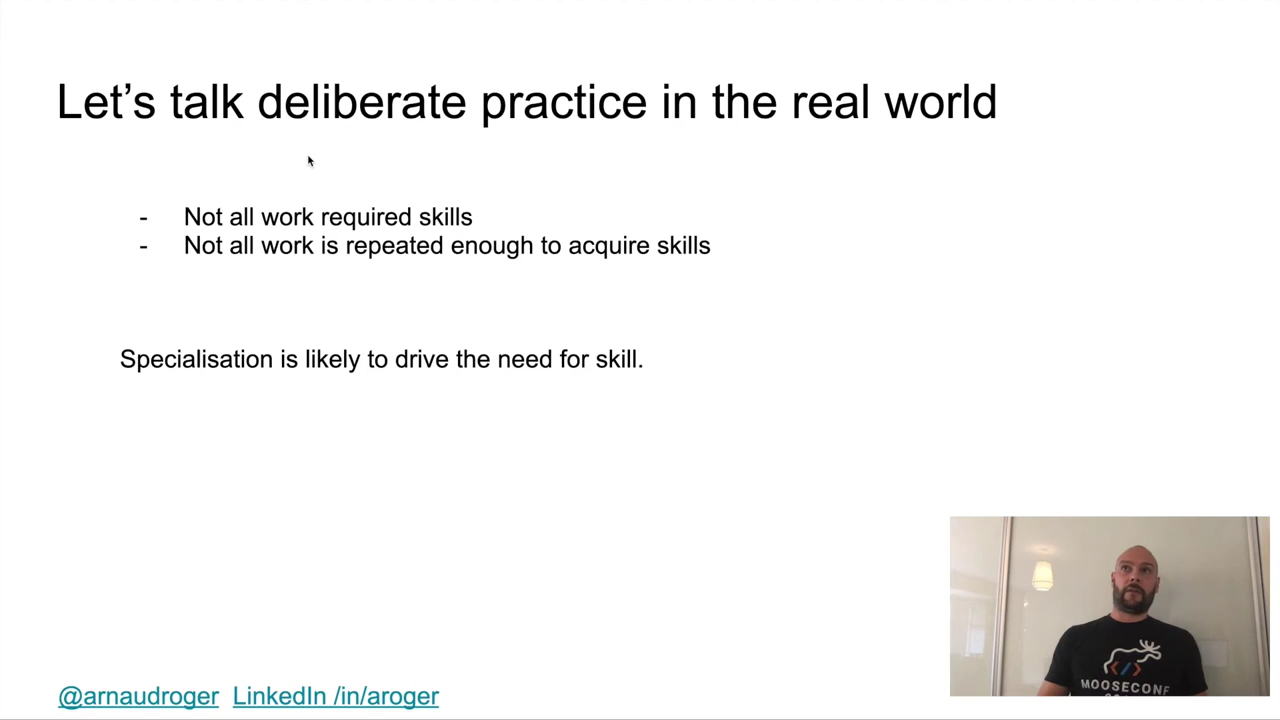 Let's talk deliberate practice in the real world
- Not all work required skills
- Not all work is repeated enough to acquire skills
Specialisation is likely to drive the need for skill.
@arnaudroger LinkedIn /in/aroger
MOOSECONF